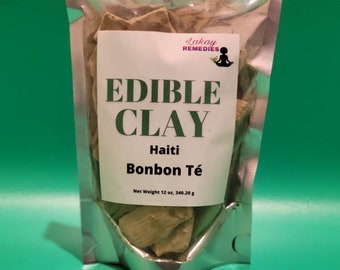 Lakay
REMEDIES
EDIBLE
CLAY
Haiti
Bonbon Té
Net Weight 12 oz, 340.20 g